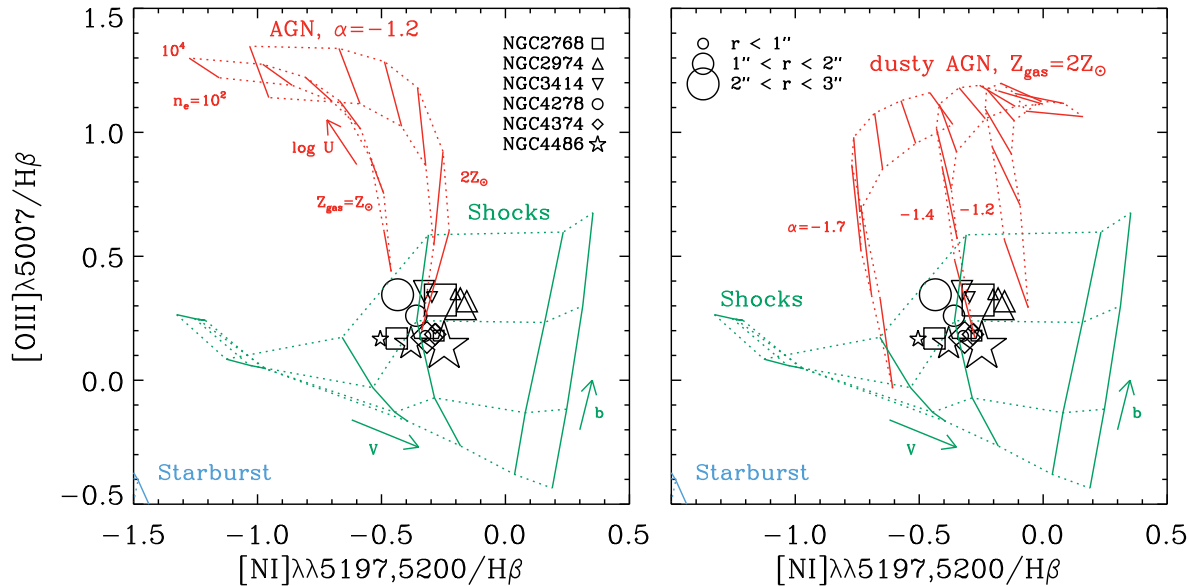 AGN, α=−1.2
10⁴
nₑ=10²
log U
Z_gas=Z☉
2Z☉
NGC2768
NGC2974
NGC3414
NGC4278
NGC4374
NGC4486
Shocks
V
b
Starburst
1.5
1.0
0.5
0.0
−0.5
[OIII]λ5007/Hβ
−1.5
−1.0
−0.5
0.0
0.5
[NI]λλ5197,5200/Hβ
r < 1″
1″ < r < 2″
2″ < r < 3″
dusty AGN, Z_gas=2Z☉
α=−1.7
−1.4
−1.2
Shocks
V
b
Starburst
−1.0
−0.5
0.0
0.5
[NI]λλ5197,5200/Hβ